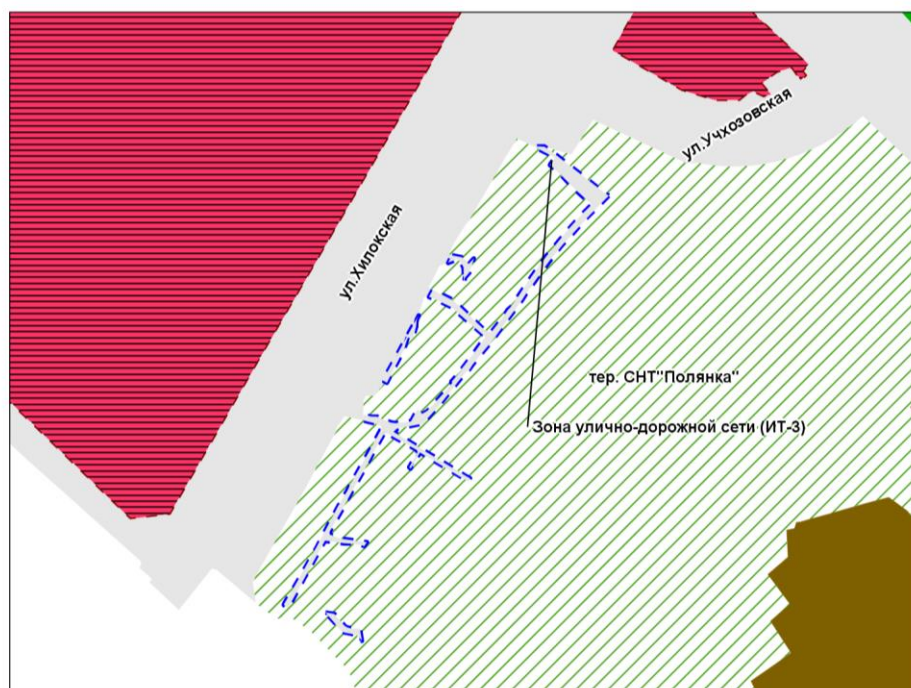 ул.Учхозовская
ул.Хилокская
тер. СНТ"Полянка"
Зона улично-дорожной сети (ИТ-3)